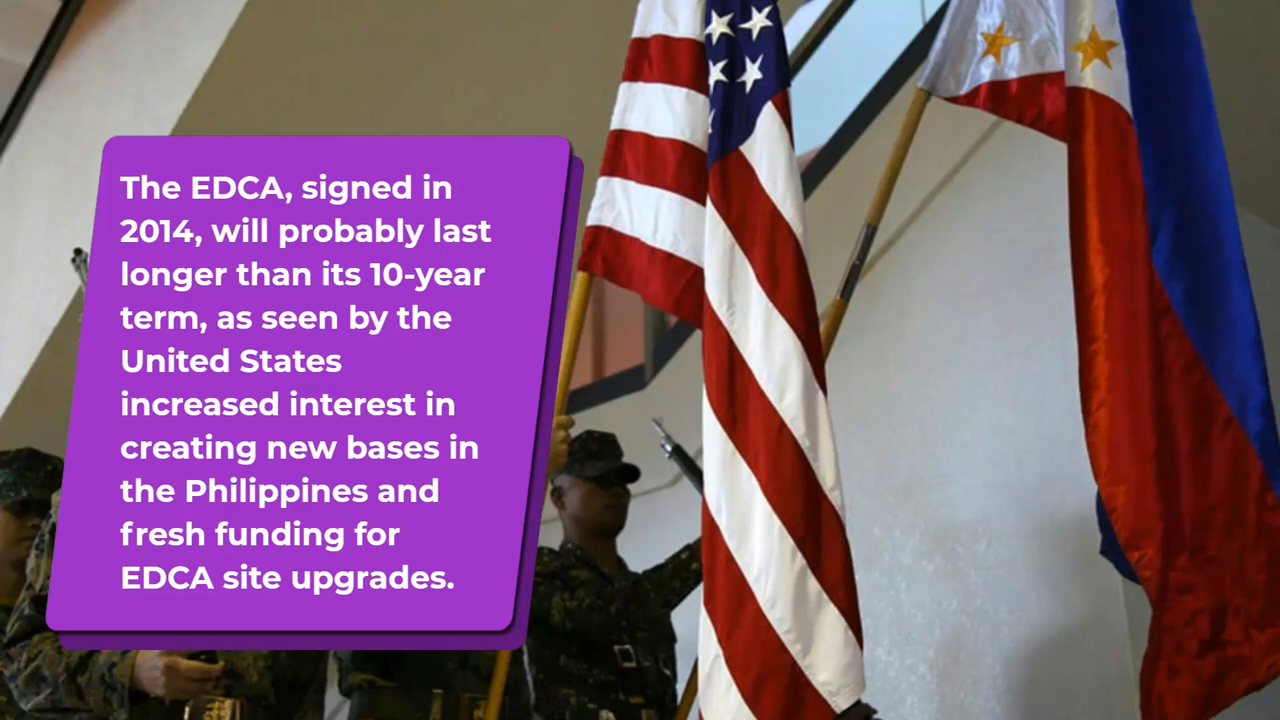 The EDCA, signed in
2014, will probably last
longer than its 10-year
term, as seen by the
United States
increased interest in
creating new bases in
the Philippines and
fresh funding for
EDCA site upgrades.